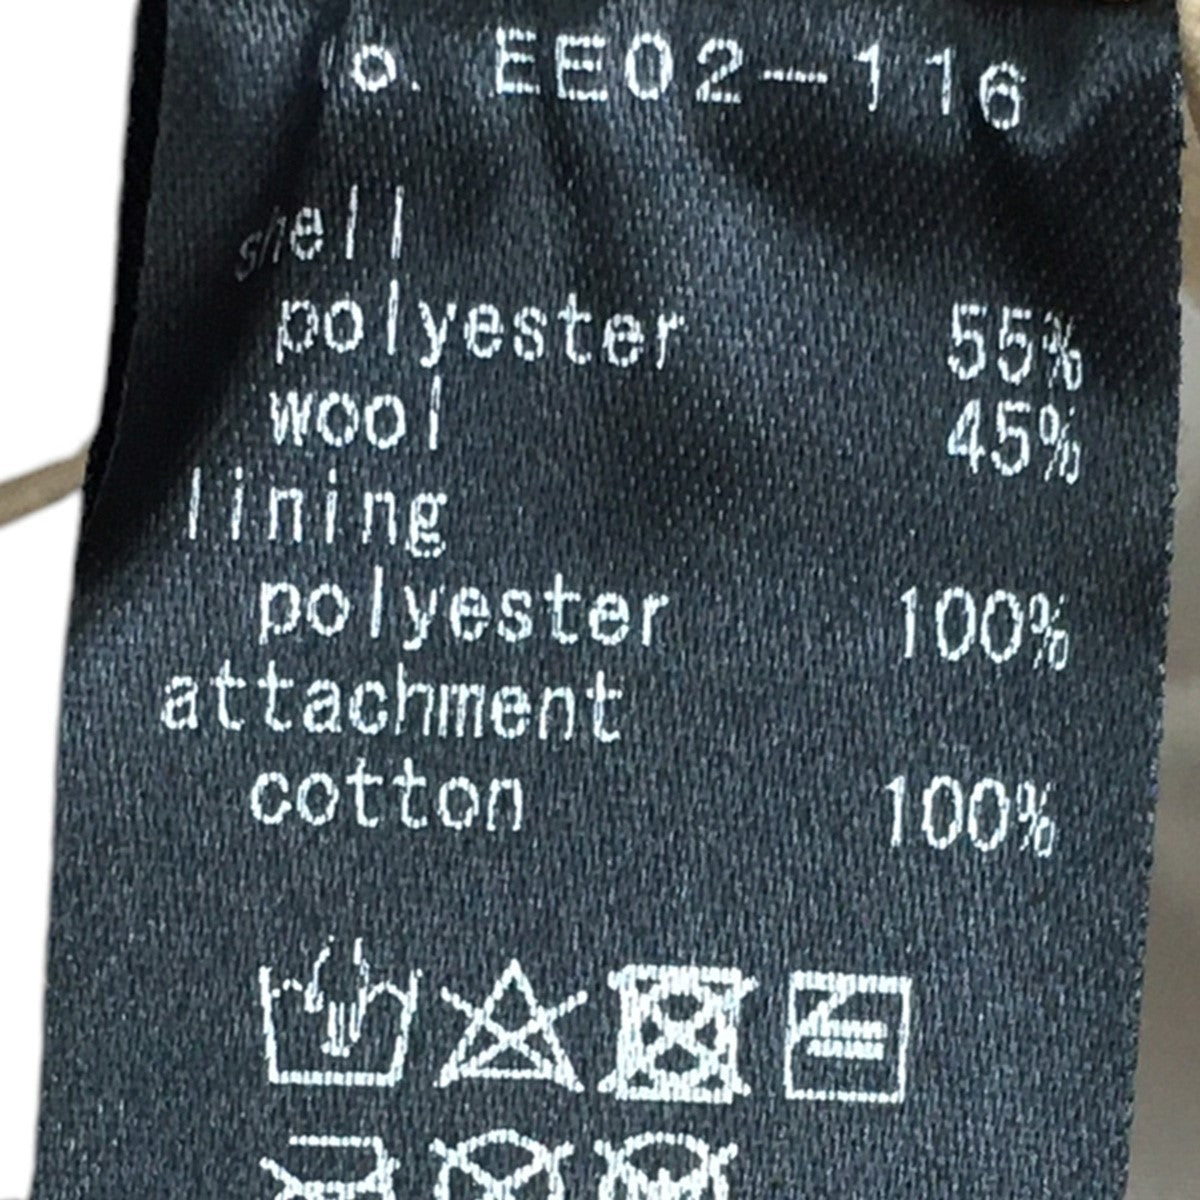 o. EE02-116
shell
polyester 55%
wool 45%
lining
polyester 100%
attachment
cotton 100%